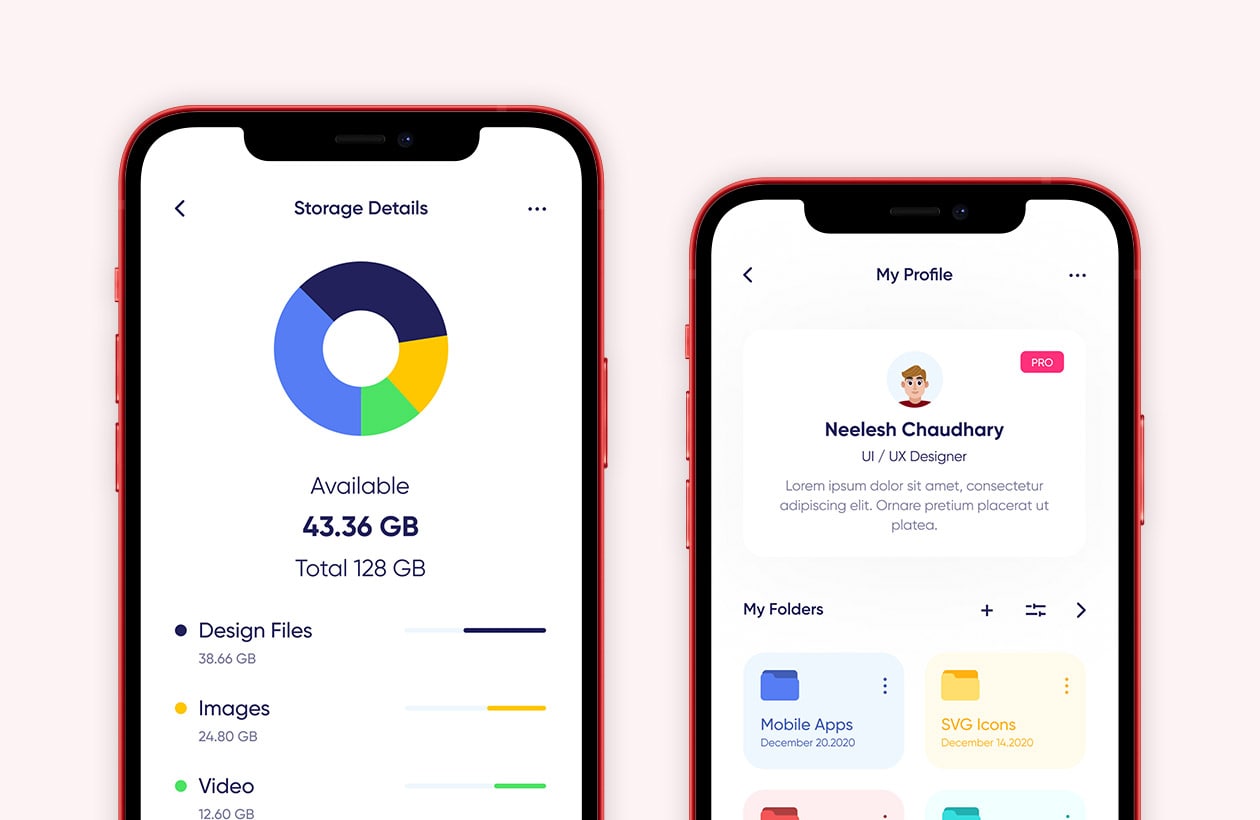 Storage Details
Available
43.36 GB
Total 128 GB
Design Files
38.66 GB
Images
24.80 GB
Video
12.60 GB
My Profile
PRO
Neelesh Chaudhary
UI / UX Designer
Lorem ipsum dolor sit amet, consectetur
adipiscing elit. Ornare pretium placerat ut
platea.
My Folders
Mobile Apps
December 20.2020
SVG Icons
December 14.2020